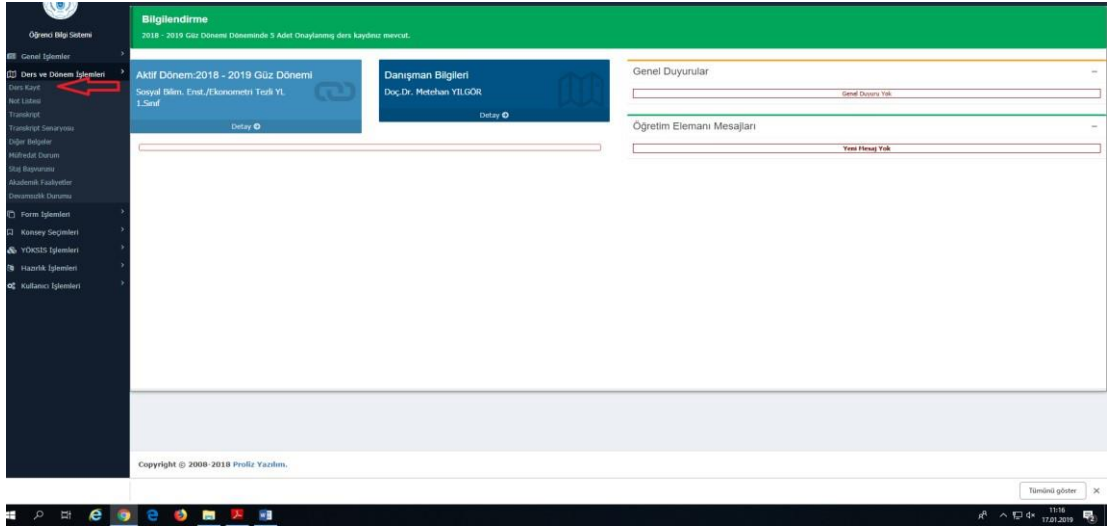 Öğrenci Bilgi Sistemi
Genel İşlemler
Ders ve Dönem İşlemleri
Ders Kayıt
Not Listesi
Transkript
Transkript Senaryosu
Diğer Belgeler
Müfredat Durum
Staj Başvurusu
Akademik Faaliyetler
Devamsızlık Durumu
Form İşlemleri
Konsey Seçimleri
YÖKSİS İşlemleri
Hazırlık İşlemleri
Kullanıcı İşlemleri
Bilgilendirme
2018 - 2019 Güz Dönemi Döneminde 5 Adet Onaylanmış ders kaydınız mevcut.
Aktif Dönem:2018 - 2019 Güz Dönemi
Sosyal Bilim. Enst./Ekonometri Tezli YL
1.Sınıf
Detay
Danışman Bilgileri
Doç.Dr. Metehan YILGÖR
Detay
Genel Duyurular
Genel Duyuru Yok
Öğretim Elemanı Mesajları
Yeni Mesaj Yok
Copyright © 2008-2018 Proliz Yazılım.
Tümünü göster
11:16
17.01.2019